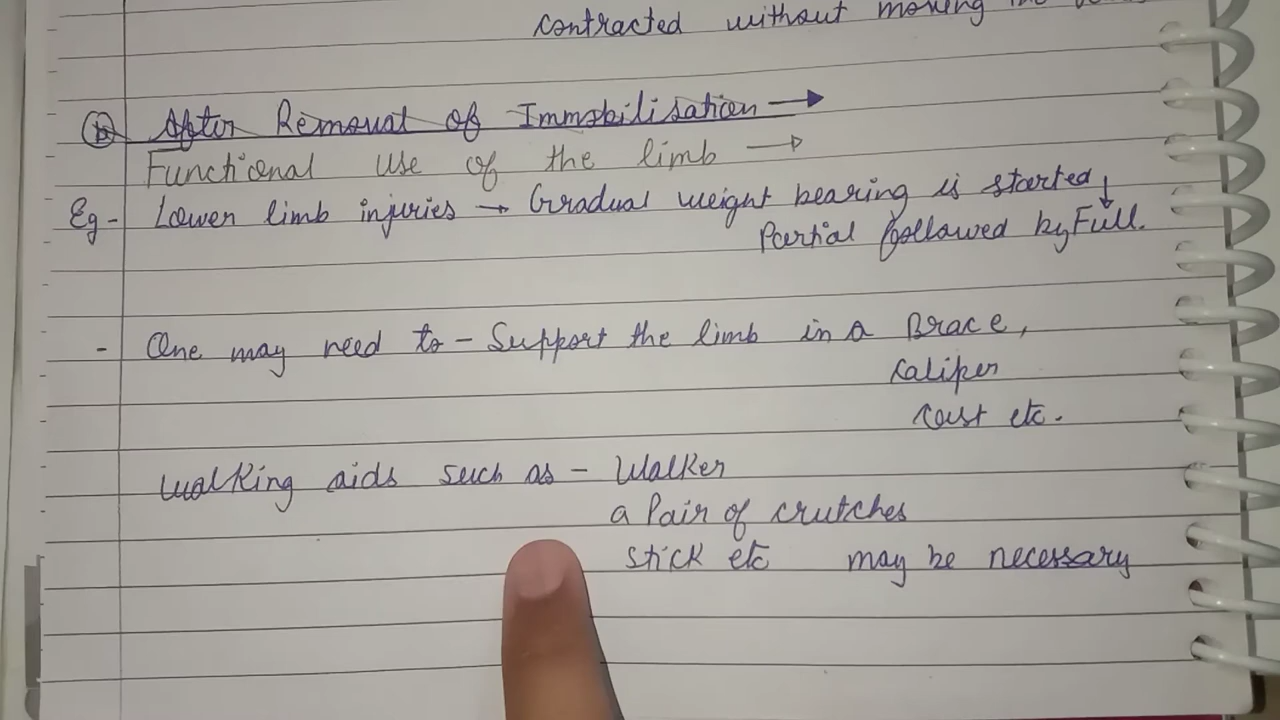 contracted without moving the
(b) After Removal of Immobilisation →
Functional use of the limb →
Eg - Lower limb injuries → Gradual weight bearing is started ↓
Partial followed by Full.
- One may need to - Support the limb in a Brace,
caliper
cast etc.
walking aids such as - Walker
a Pair of crutches
stick etc may be necessary